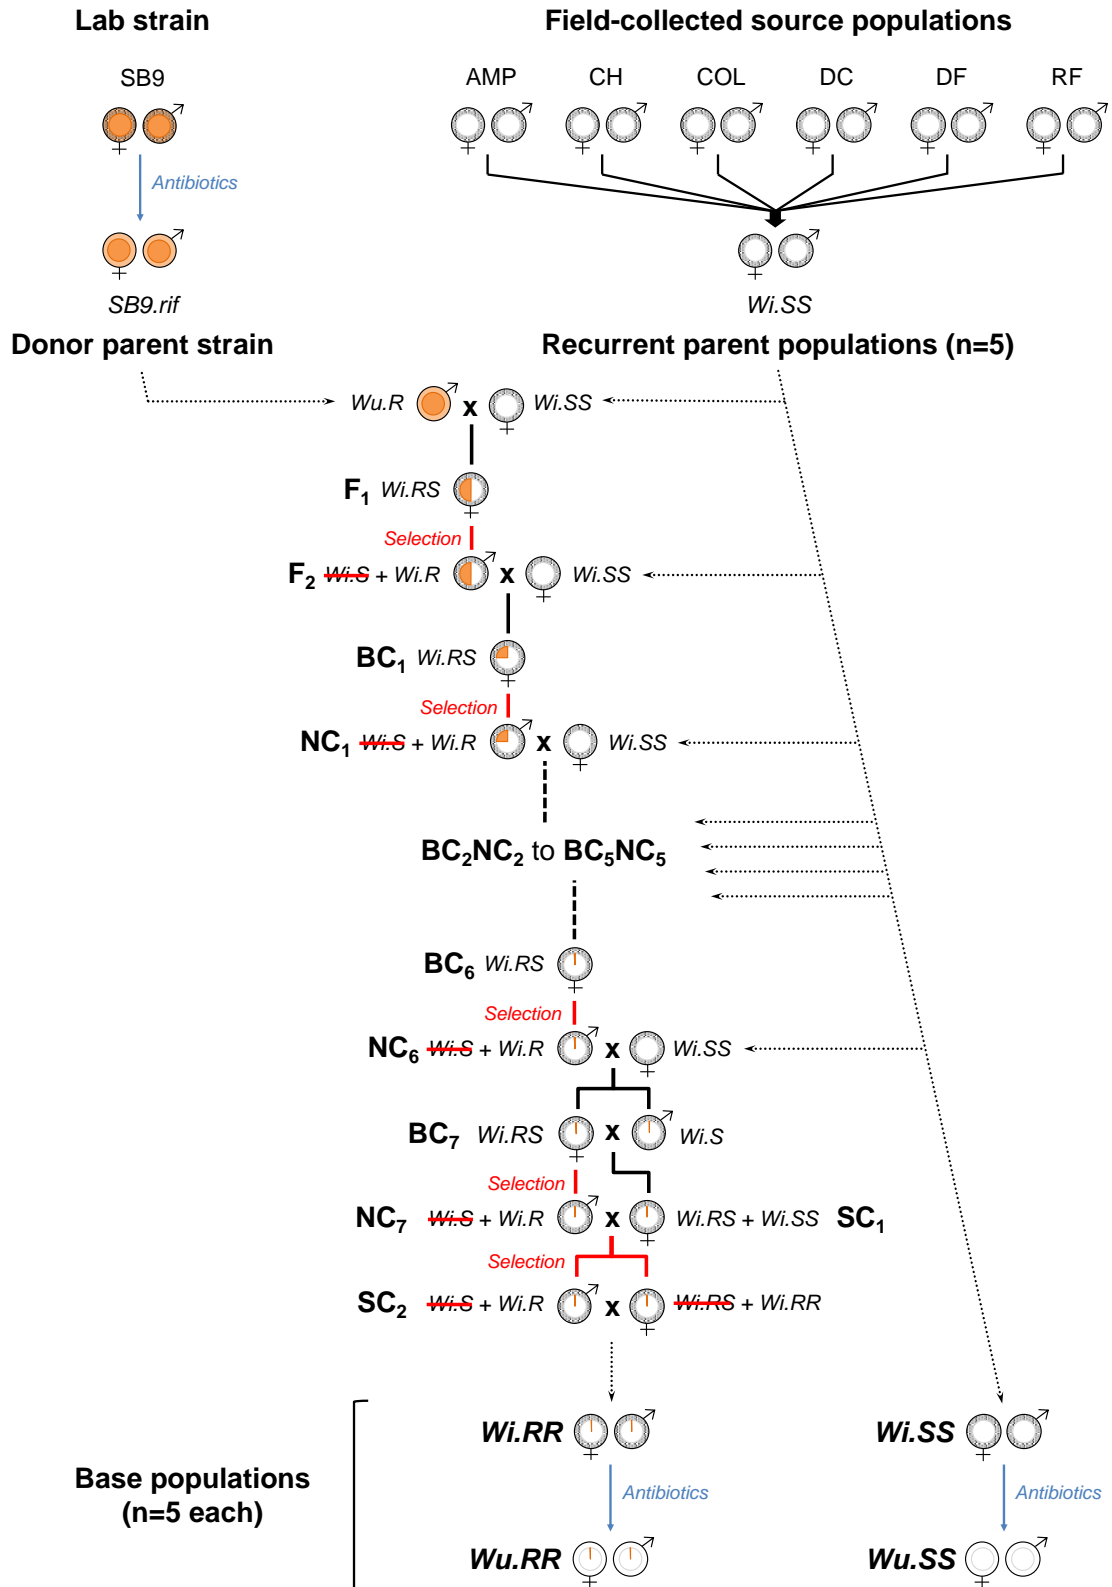 Lab strain
Field-collected source populations
SB9
AMP CH COL DC DF RF
Antibiotics
SB9.rif
Wi.SS
Donor parent strain
Recurrent parent populations (n=5)
Wu.R x Wi.SS
F1 Wi.RS
Selection
F2 Wi.S + Wi.R x Wi.SS
BC1 Wi.RS
Selection
NC1 Wi.S + Wi.R x Wi.SS
BC2NC2 to BC5NC5
BC6 Wi.RS
Selection
NC6 Wi.S + Wi.R x Wi.SS
BC7 Wi.RS x Wi.S
Selection
NC7 Wi.S + Wi.R x Wi.RS + Wi.SS SC1
Selection
SC2 Wi.S + Wi.R x Wi.RS + Wi.RR
Wi.RR
Wi.SS
Base populations
(n=5 each)
Antibiotics
Antibiotics
Wu.RR
Wu.SS